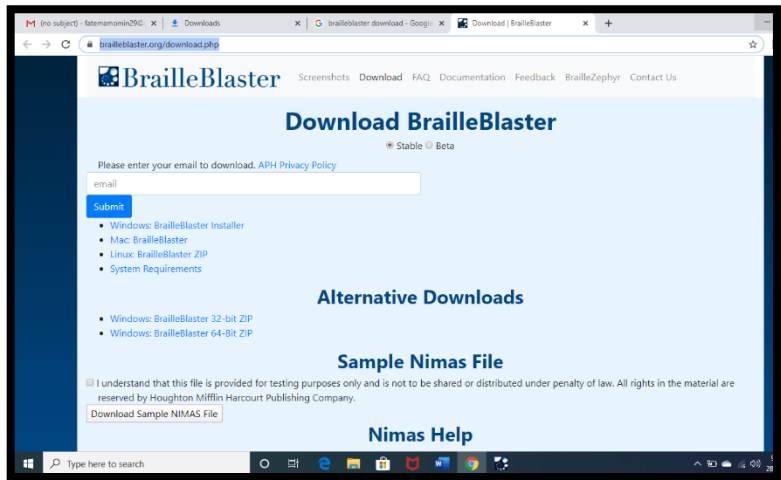 (no subject) - fatemamomin29@ Downloads brailleblaster download - Google Download | BrailleBlaster
brailleblaster.org/download.php
BrailleBlaster Screenshots Download FAQ Documentation Feedback BrailleZephyr Contact Us
Download BrailleBlaster
Stable Beta
Please enter your email to download. APH Privacy Policy
email
Submit
Windows: BrailleBlaster Installer
Mac: BrailleBlaster
Linux: BrailleBlaster ZIP
System Requirements
Alternative Downloads
Windows: BrailleBlaster 32-bit ZIP
Windows: BrailleBlaster 64-Bit ZIP
Sample Nimas File
I understand that this file is provided for testing purposes only and is not to be shared or distributed under penalty of law. All rights in the material are
reserved by Houghton Mifflin Harcourt Publishing Company.
Download Sample NIMAS File
Nimas Help
Type here to search